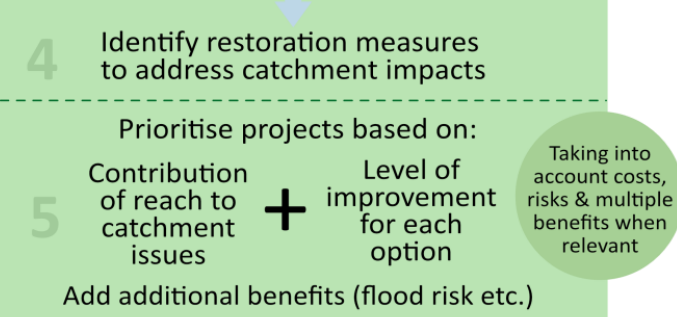 4
Identify restoration measures
to address catchment impacts
Prioritise projects based on:
5
Contribution
of reach to
catchment
issues
+
Level of
improvement
for each
option
Taking into
account costs,
risks & multiple
benefits when
relevant
Add additional benefits (flood risk etc.)